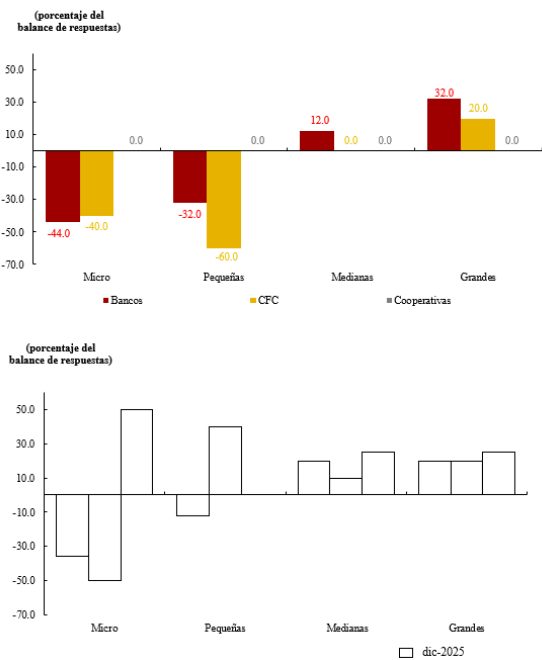 (porcentaje del
balance de respuestas)
50.0
30.0
10.0
-10.0
-30.0
-50.0
-70.0
-44.0
-40.0
0.0
-32.0
-60.0
0.0
12.0
0.0
0.0
32.0
20.0
0.0
Micro
Pequeñas
Medianas
Grandes
Bancos
CFC
Cooperativas
(porcentaje del
balance de respuestas)
50.0
30.0
10.0
-10.0
-30.0
-50.0
-70.0
Micro
Pequeñas
Medianas
Grandes
dic-2025